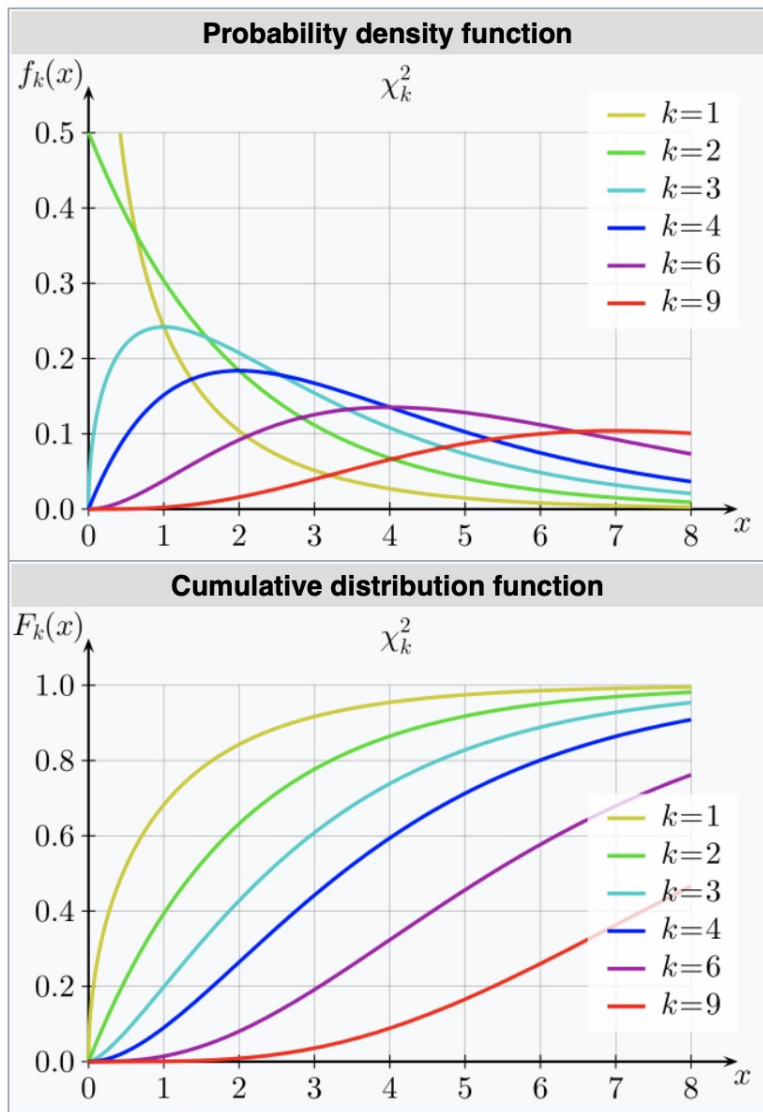 Probability density function
fₖ(x)
χ²ₖ
k=1
k=2
k=3
k=4
k=6
k=9
0.5
0.4
0.3
0.2
0.1
0.0
0 1 2 3 4 5 6 7 8 x
Cumulative distribution function
Fₖ(x)
χ²ₖ
1.0
0.8
0.6
0.4
0.2
0.0
k=1
k=2
k=3
k=4
k=6
k=9
0 1 2 3 4 5 6 7 8 x